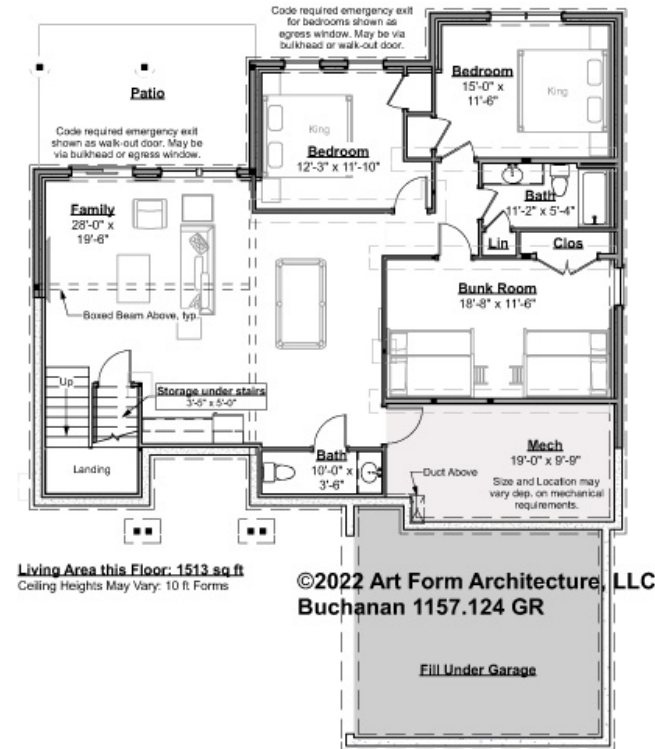 Code required emergency exit
for bedrooms shown as
egress window. May be via
bulkhead or walk-out door.
Patio
Code required emergency exit
shown as walk-out door. May be
via bulkhead or egress window.
King
Bedroom
12'-3" x 11'-10"
Bedroom
15'-0" x
11'-6"
King
Family
28'-0" x
19'-6"
Bath
11'-2" x 5'-4"
Lin
Clos
Boxed Beam Above, typ.
Bunk Room
18'-8" x 11'-6"
Up
Storage under stairs
3'-5" x 5'-0"
Landing
Bath
10'-0" x
3'-6"
Duct Above
Mech
19'-0" x 9'-9"
Size and Location may
vary dep. on mechanical
requirements.
Living Area this Floor: 1513 sq ft
Ceiling Heights May Vary: 10 ft Forms
©2022 Art Form Architecture, LLC
Buchanan 1157.124 GR
Fill Under Garage